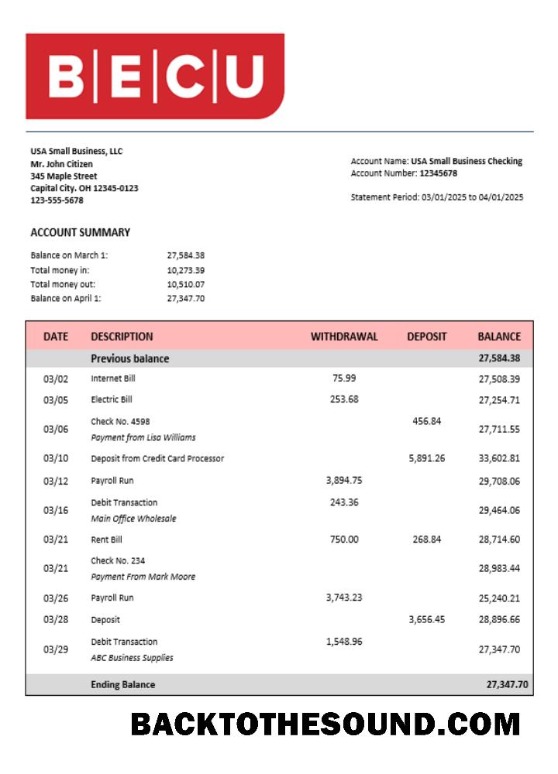 B|E|C|U
USA Small Business, LLC
Mr. John Citizen
345 Maple Street
Capital City. OH 12345-0123
123-555-5678
Account Name: USA Small Business Checking
Account Number: 12345678
Statement Period: 03/01/2025 to 04/01/2025
ACCOUNT SUMMARY
Balance on March 1: 27,584.38
Total money in: 10,273.39
Total money out: 10,510.07
Balance on April 1: 27,347.70
DATE DESCRIPTION WITHDRAWAL DEPOSIT BALANCE
Previous balance 27,584.38
03/02 Internet Bill 75.99 27,508.39
03/05 Electric Bill 253.68 27,254.71
03/06 Check No. 4598 456.84 27,711.55
Payment from Lisa Williams
03/10 Deposit from Credit Card Processor 5,891.26 33,602.81
03/12 Payroll Run 3,894.75 29,708.06
03/16 Debit Transaction 243.36 29,464.06
Main Office Wholesale
03/21 Rent Bill 750.00 268.84 28,714.60
03/21 Check No. 234 28,983.44
Payment From Mark Moore
03/26 Payroll Run 3,743.23 25,240.21
03/28 Deposit 3,656.45 28,896.66
03/29 Debit Transaction 1,548.96 27,347.70
ABC Business Supplies
Ending Balance 27,347.70
BACKTOTHESOUND.COM